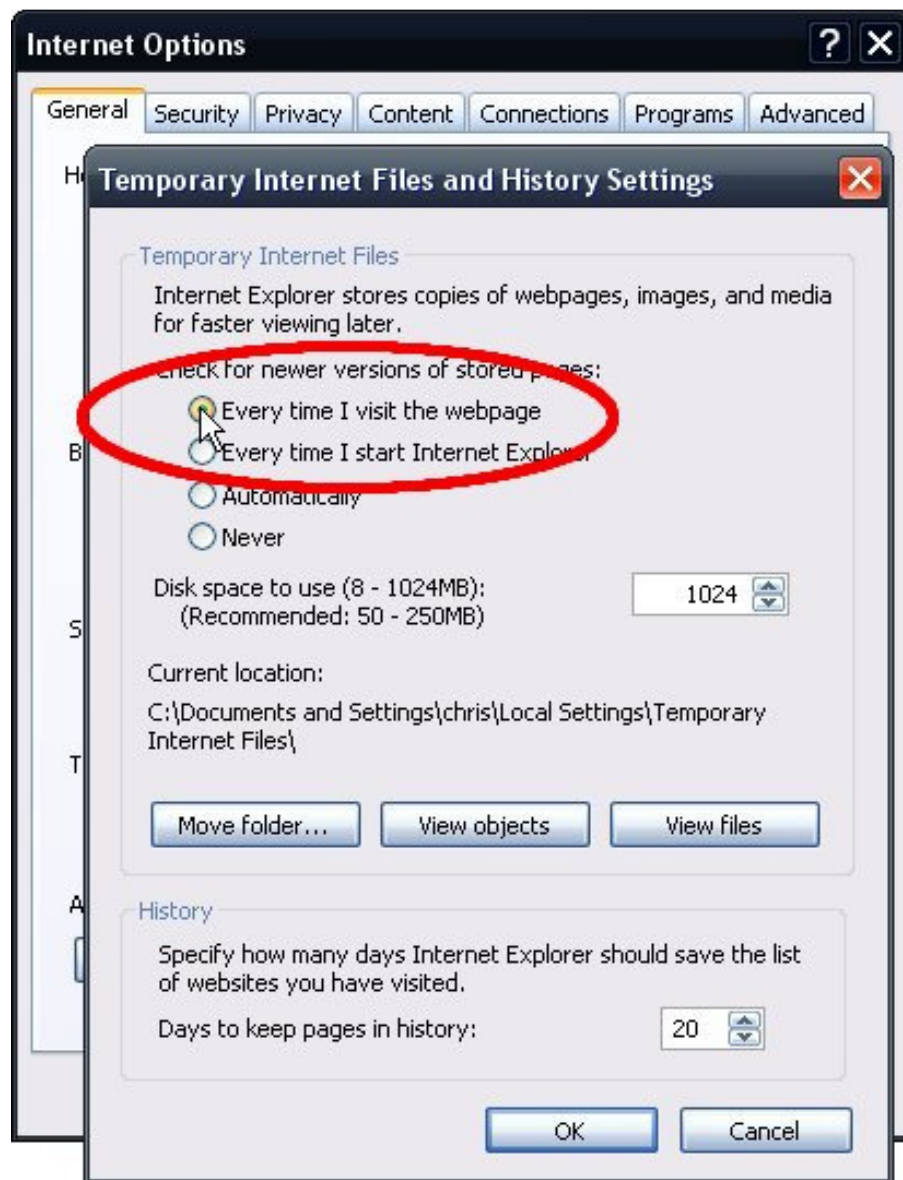 Internet Options
General Security Privacy Content Connections Programs Advanced
H
Temporary Internet Files and History Settings
Temporary Internet Files
Internet Explorer stores copies of webpages, images, and media
for faster viewing later.
Check for newer versions of stored pages:
Every time I visit the webpage
B
Every time I start Internet Explorer
Automatically
Never
Disk space to use (8 - 1024MB): 1024
(Recommended: 50 - 250MB)
S
Current location:
C:\Documents and Settings\chris\Local Settings\Temporary
Internet Files\
T
Move folder... View objects View files
A
History
Specify how many days Internet Explorer should save the list
of websites you have visited.
Days to keep pages in history: 20
OK Cancel